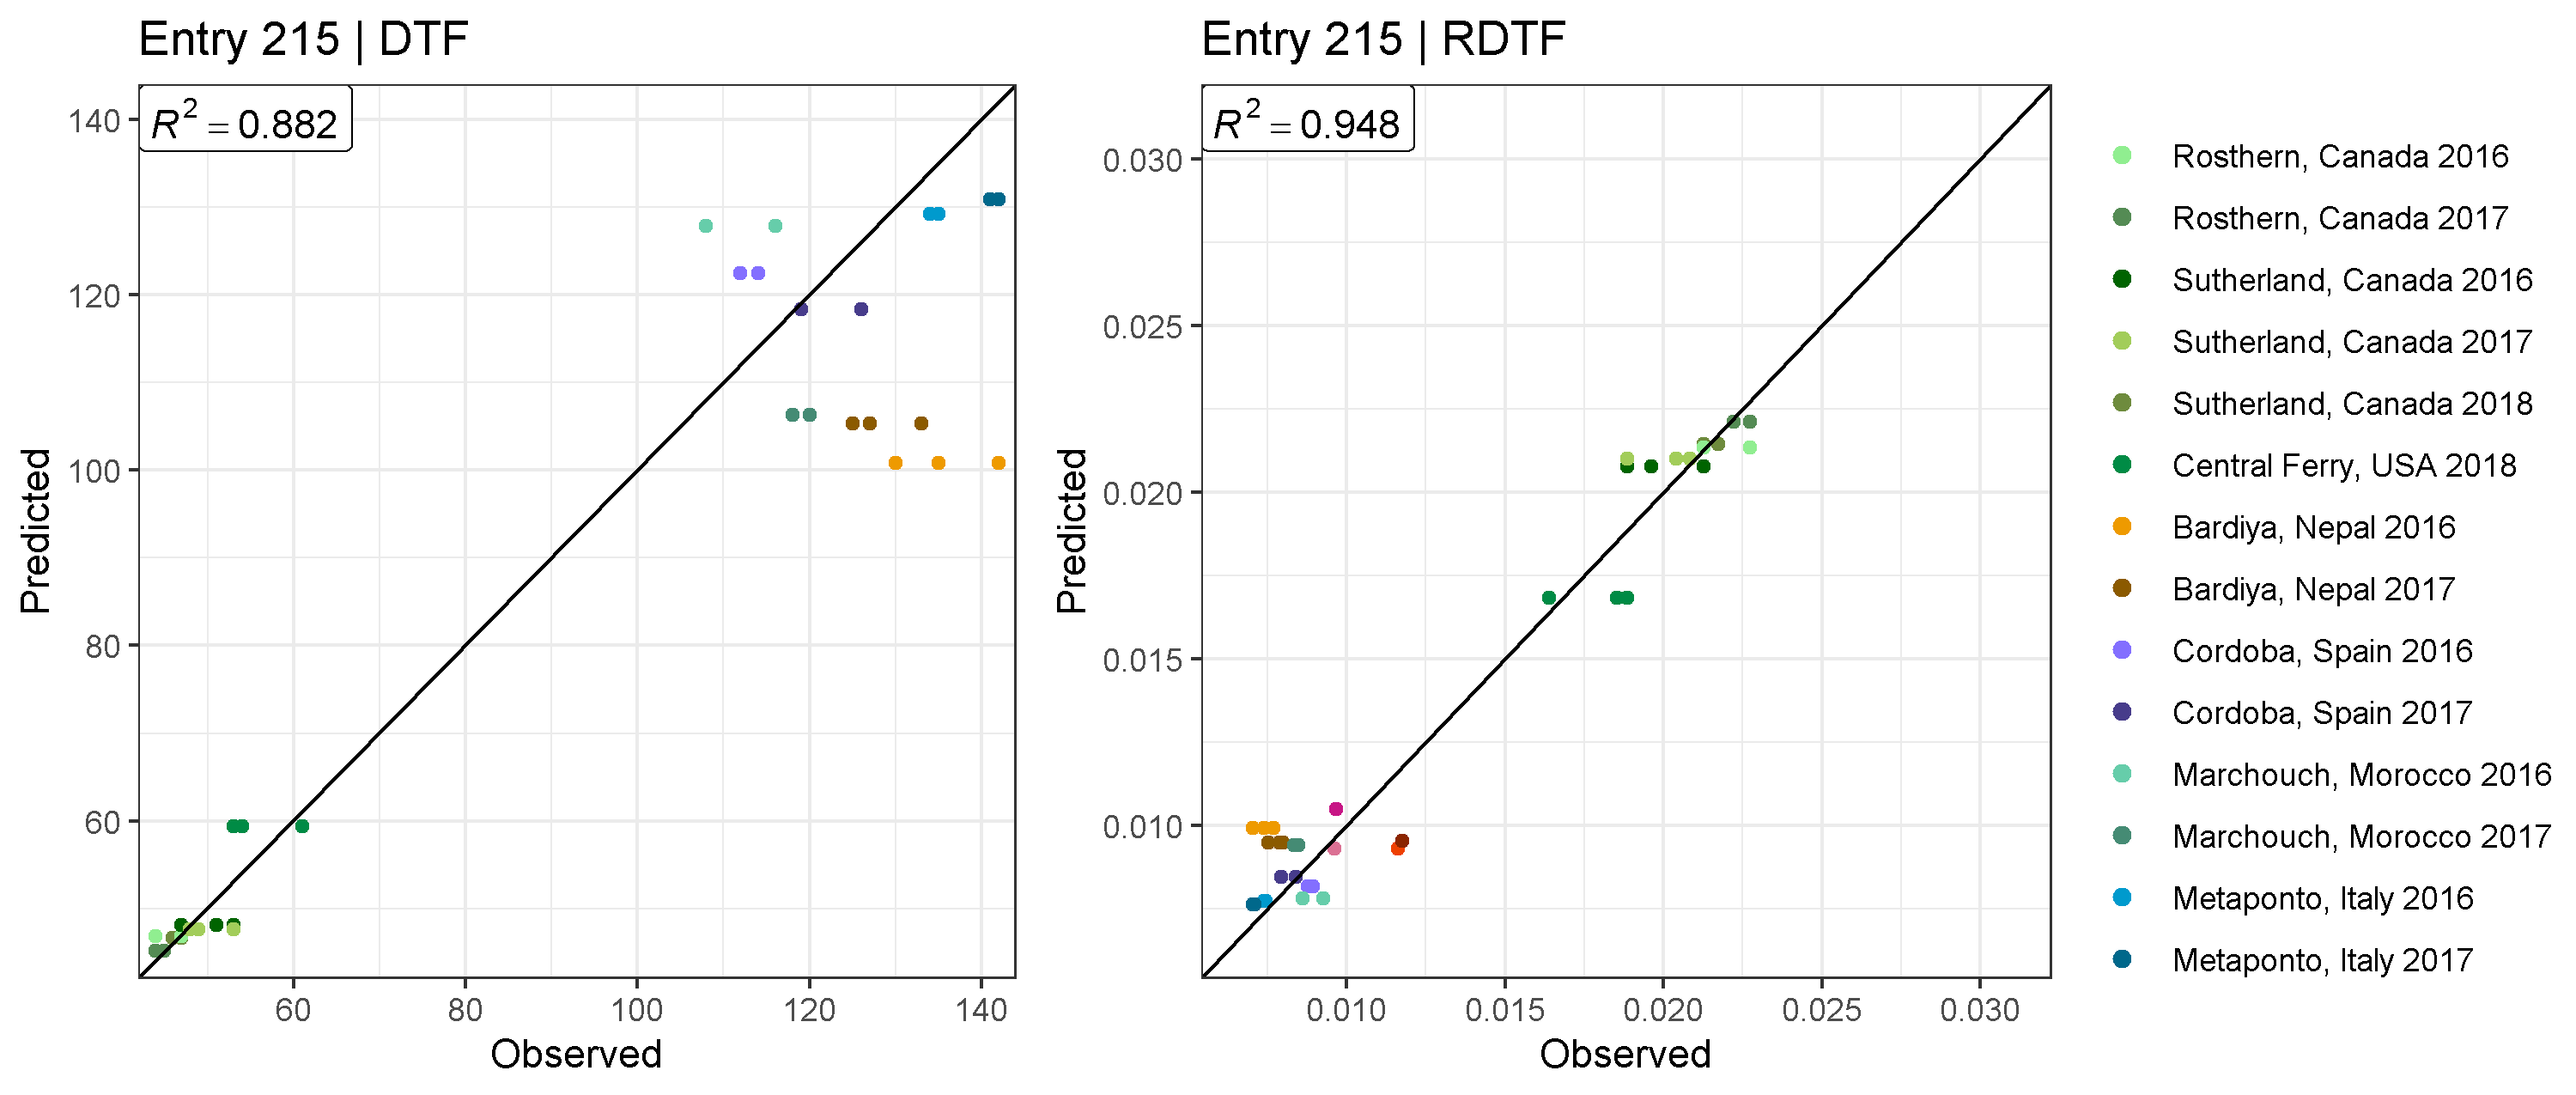 Entry 215 | DTF
R² = 0.882
140
120
100
80
60
Predicted
60 80 100 120 140
Observed
Entry 215 | RDTF
R² = 0.948
0.030
0.025
0.020
0.015
0.010
Predicted
0.010 0.015 0.020 0.025 0.030
Observed
Rosthern, Canada 2016
Rosthern, Canada 2017
Sutherland, Canada 2016
Sutherland, Canada 2017
Sutherland, Canada 2018
Central Ferry, USA 2018
Bardiya, Nepal 2016
Bardiya, Nepal 2017
Cordoba, Spain 2016
Cordoba, Spain 2017
Marchouch, Morocco 2016
Marchouch, Morocco 2017
Metaponto, Italy 2016
Metaponto, Italy 2017